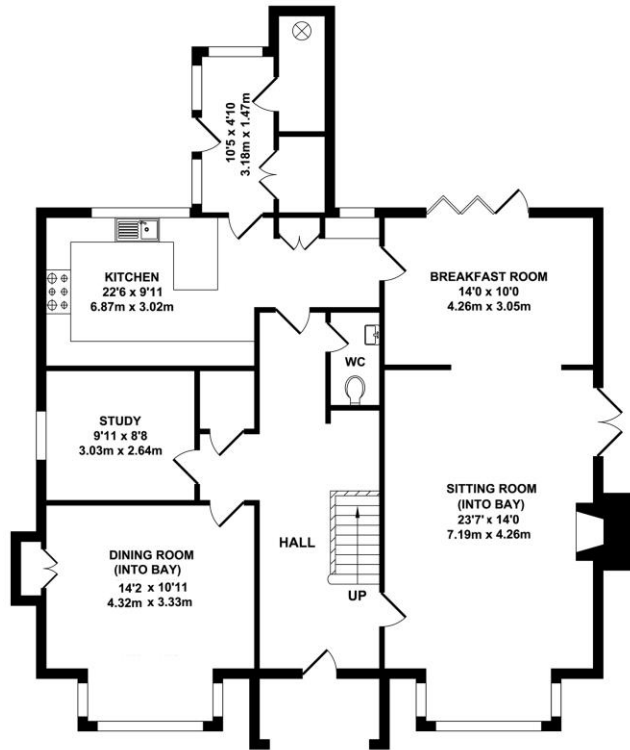 10'5 x 4'10
3.18m x 1.47m
KITCHEN
22'6 x 9'11
6.87m x 3.02m
BREAKFAST ROOM
14'0 x 10'0
4.26m x 3.05m
WC
STUDY
9'11 x 8'8
3.03m x 2.64m
SITTING ROOM
(INTO BAY)
23'7' x 14'0
7.19m x 4.26m
HALL
DINING ROOM
(INTO BAY)
14'2 x 10'11
4.32m x 3.33m
UP